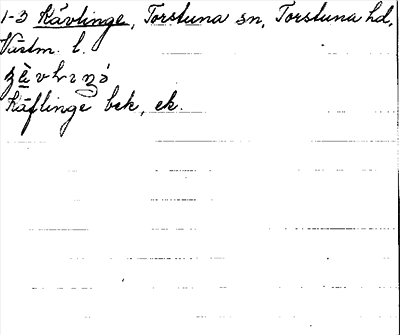 1-3 Kävlinge, Torstuna sn, Torstuna hd,
Västm. l.
Käflinge bek, ek.